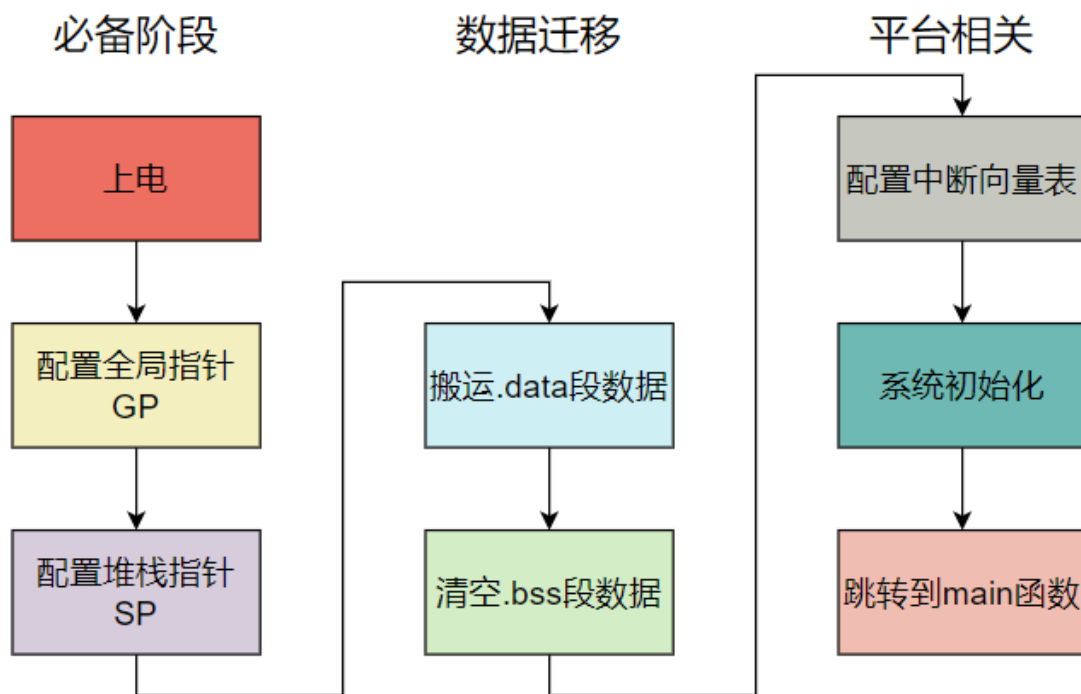 必备阶段
上电
配置全局指针
GP
配置堆栈指针
SP
数据迁移
搬运.data段数据
清空.bss段数据
平台相关
配置中断向量表
系统初始化
跳转到main函数